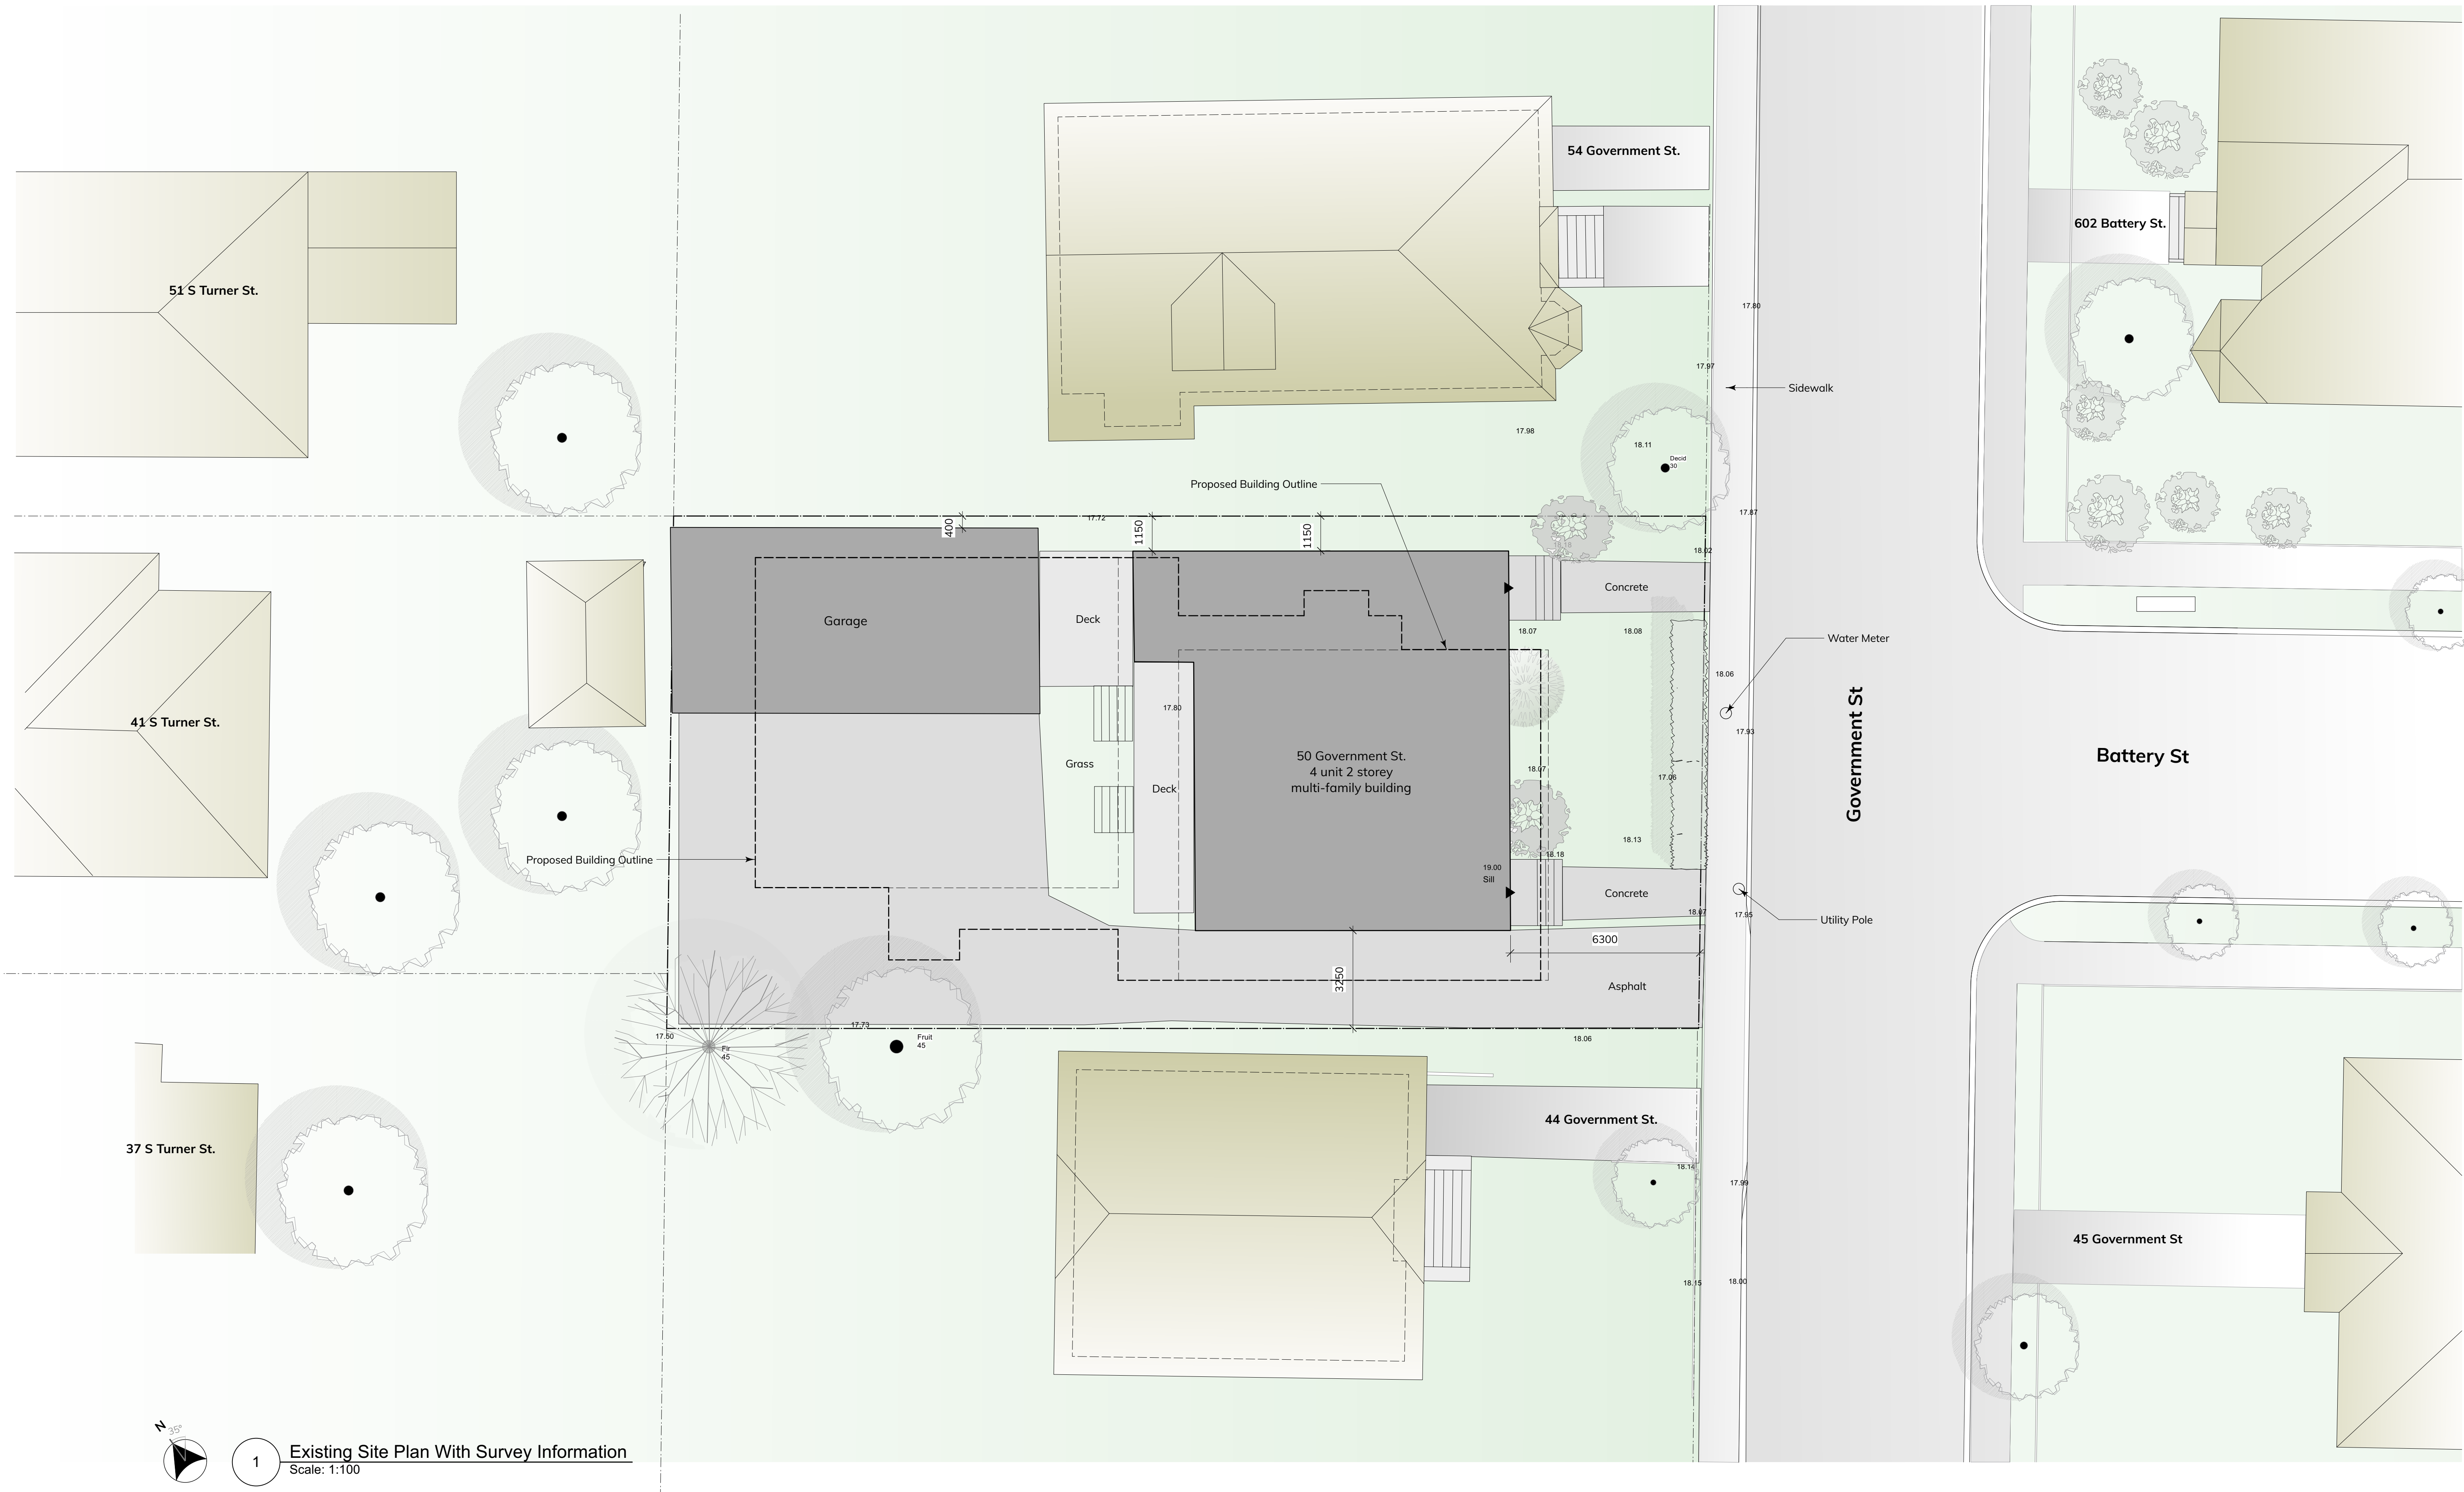 54 Government St.
602 Battery St.
51 S Turner St.
17.80
17.97
Sidewalk
17.98
18.11
Decid
30
Proposed Building Outline
17.72
400
1150
1150
17.87
18.02
Garage
Deck
Concrete
18.07
18.08
Water Meter
18.06
17.80
41 S Turner St.
17.93
Government St
Battery St
50 Government St.
4 unit 2 storey
multi-family building
Grass
Deck
18.07
17.06
18.13
18.18
Proposed Building Outline
19.00
Sill
Concrete
18.07
17.95
Utility Pole
6300
3250
Asphalt
17.73
17.50
Fruit
45
Fa
45
18.06
44 Government St.
37 S Turner St.
18.14
17.99
45 Government St
18.15
18.00
N
35°
1
Existing Site Plan With Survey Information
Scale: 1:100